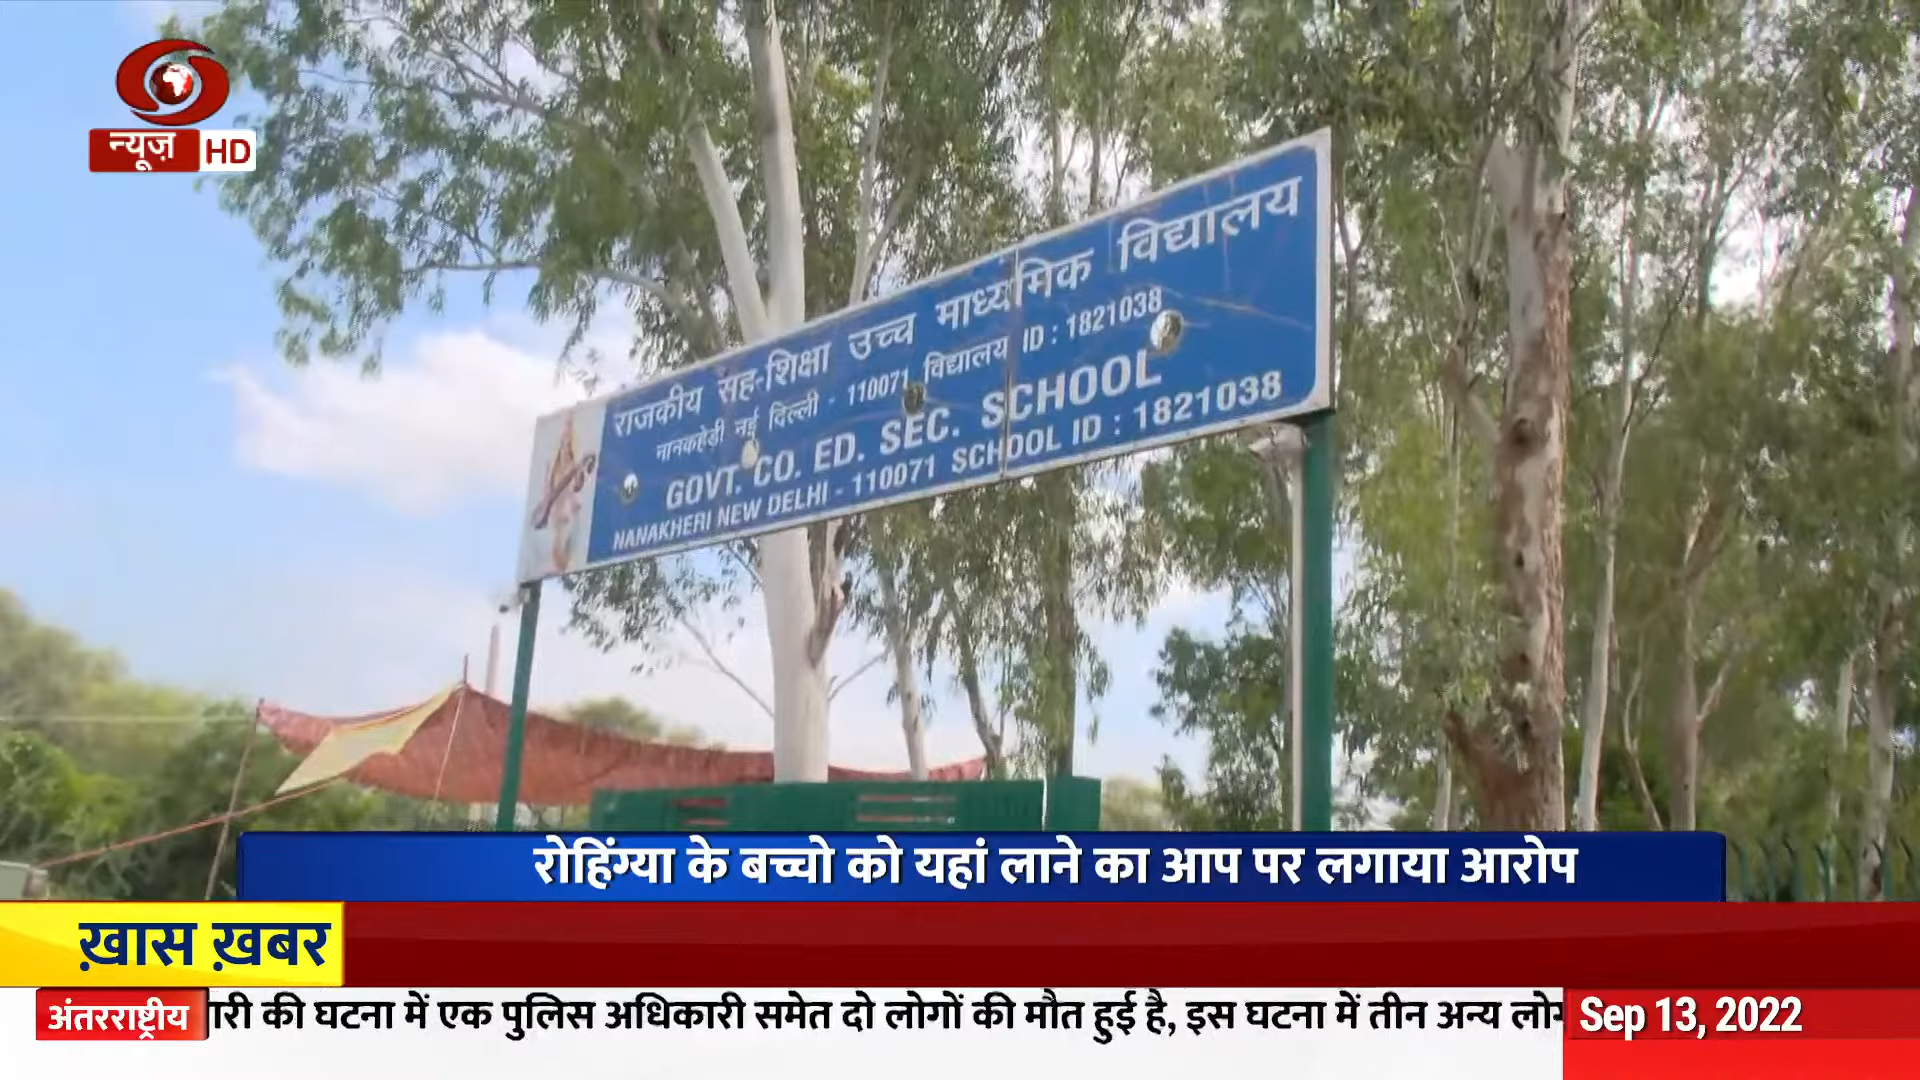 न्यूज़ HD
राजकीय सह-शिक्षा उच्च माध्यमिक विद्यालय
नानकहेड़ी नई दिल्ली - 110071 विद्यालय ID : 1821038
GOVT. CO. ED. SEC. SCHOOL
NANAKHERI NEW DELHI - 110071 SCHOOL ID : 1821038
रोहिंग्या के बच्चो को यहां लाने का आप पर लगाया आरोप
ख़ास ख़बर
अंतरराष्ट्रीय
की घटना में एक पुलिस अधिकारी समेत दो लोगों की मौत हुई है, इस घटना में तीन अन्य
Sep 13, 2022